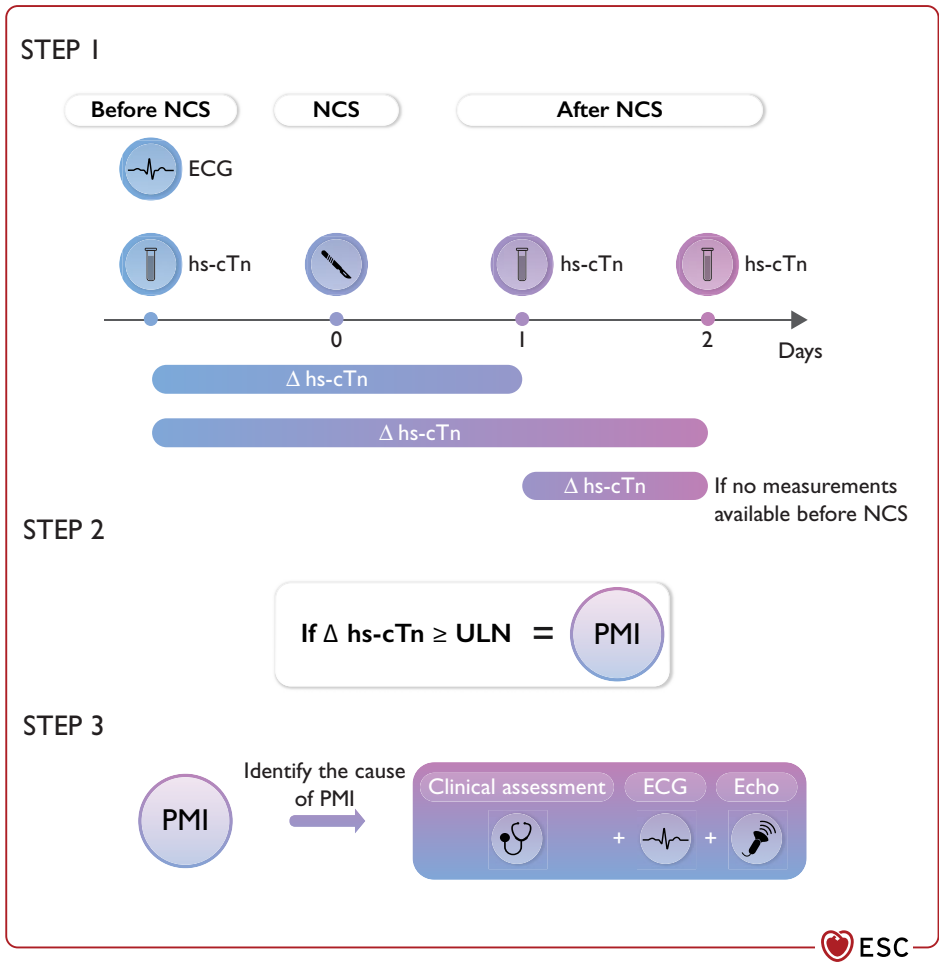 STEP 1
Before NCS
NCS
After NCS
ECG
hs-cTn
hs-cTn
hs-cTn
0
1
2
Days
Δ hs-cTn
Δ hs-cTn
Δ hs-cTn
If no measurements
available before NCS
STEP 2
If Δ hs-cTn ≥ ULN = PMI
STEP 3
PMI
Identify the cause
of PMI
Clinical assessment
ECG
Echo
+
+
ESC